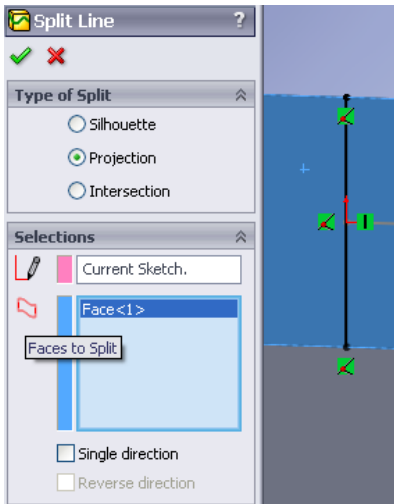 Split Line ?
Type of Split
Silhouette
Projection
Intersection
Selections
Current Sketch.
Face<1>
Faces to Split
Single direction
Reverse direction